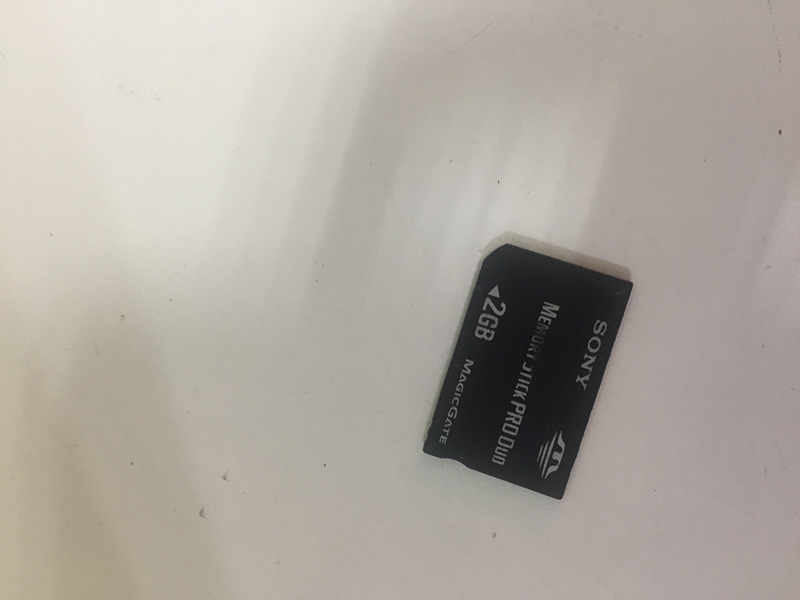 SONY
MEMORY STICK PRO DUO
◄2GB MAGICGATE